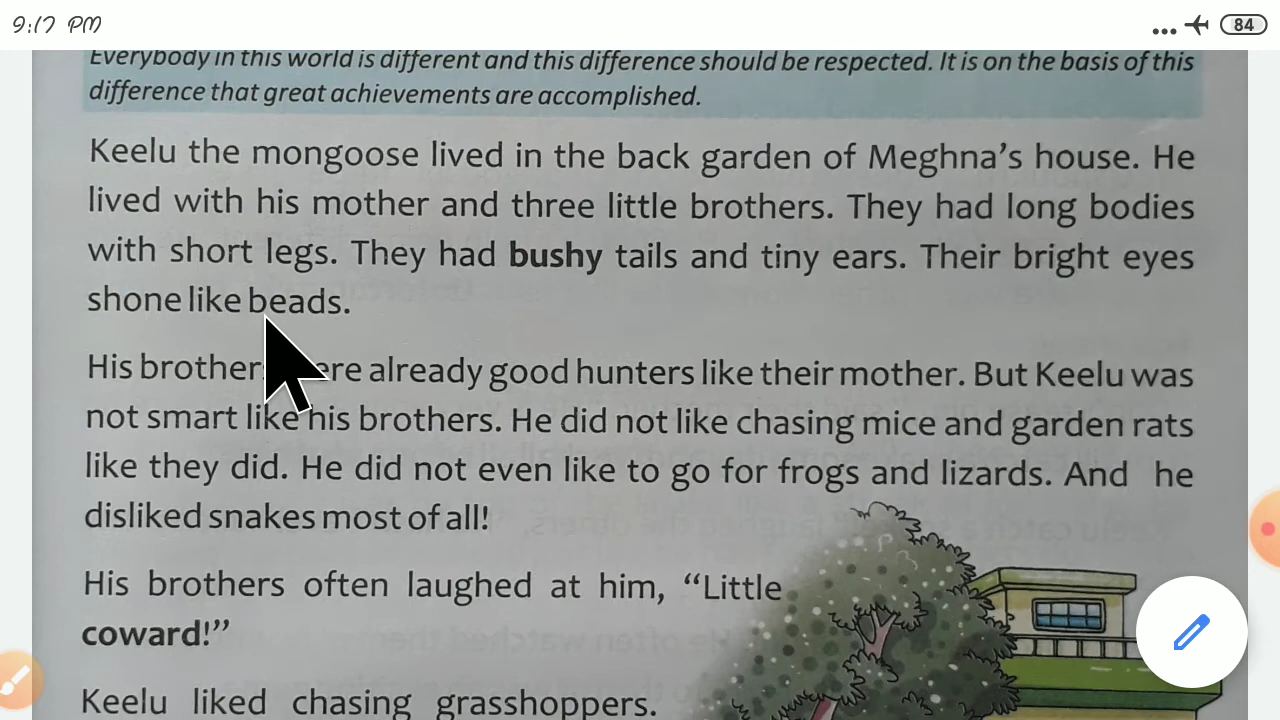 9:17 PM
84
Everybody in this world is different and this difference should be respected. It is on the basis of this
difference that great achievements are accomplished.
Keelu the mongoose lived in the back garden of Meghna's house. He
lived with his mother and three little brothers. They had long bodies
with short legs. They had bushy tails and tiny ears. Their bright eyes
shone like beads.
His brothers were already good hunters like their mother. But Keelu was
not smart like his brothers. He did not like chasing mice and garden rats
like they did. He did not even like to go for frogs and lizards. And he
disliked snakes most of all!
His brothers often laughed at him, "Little
coward!"
Keelu liked chasing grasshoppers.